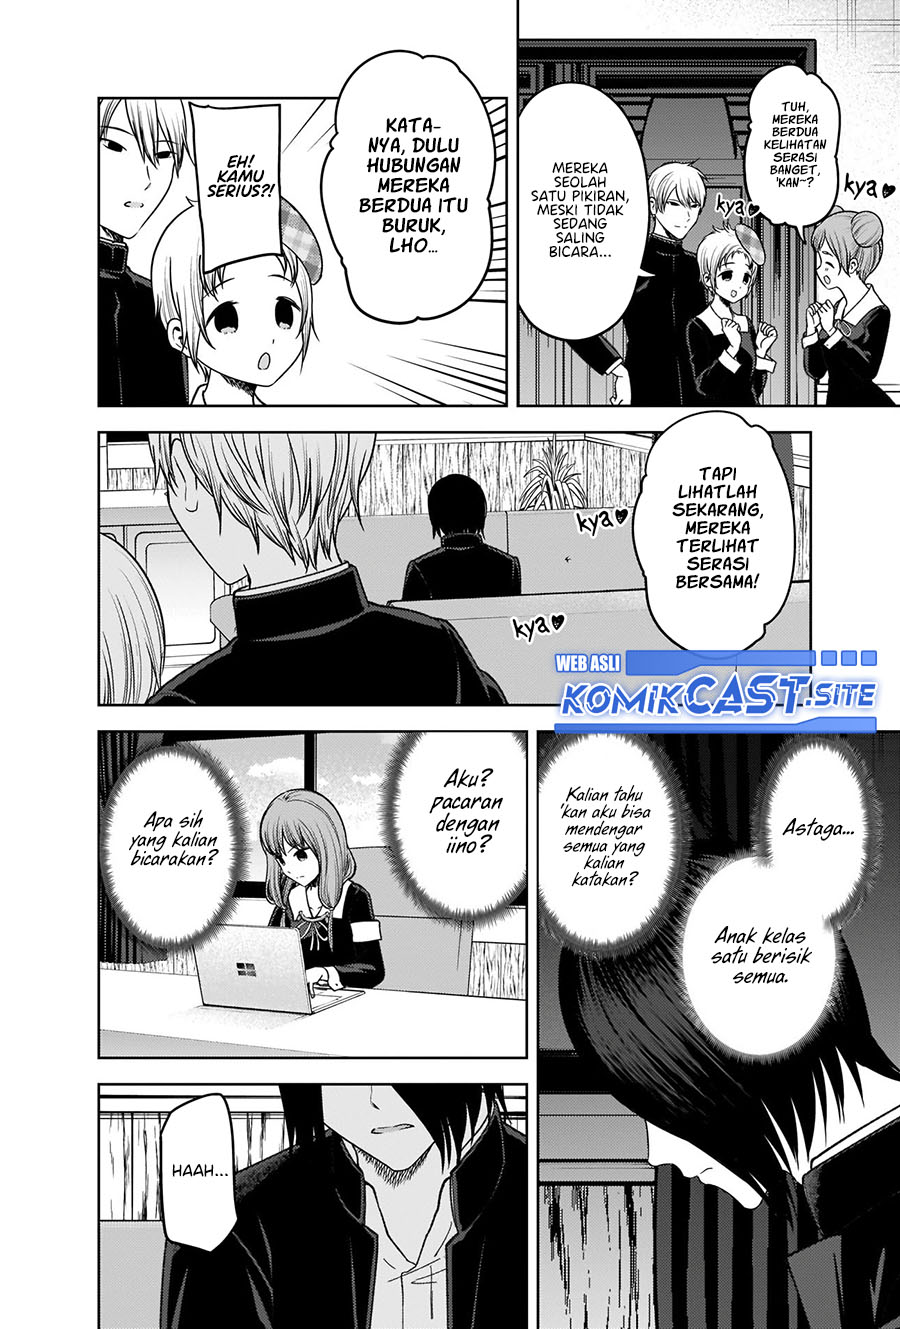 TUH,
MEREKA
BERDUA
KELIHATAN
SERASI
BANGET,
'KAN~?
kya♥
kya♥
MEREKA
SEOLAH
SATU PIKIRAN,
MESKI TIDAK
SEDANG
SALING
BICARA...
KATA-
NYA, DULU
HUBUNGAN
MEREKA
BERDUA ITU
BURUK,
LHO...
EH!
KAMU
SERIUS?!
TAPI
LIHATLAH
SEKARANG,
MEREKA
TERLIHAT
SERASI
BERSAMA!
kya♥
kya♥
WEB ASLI
KOMIKCAST.SITE
Astaga...
Kalian tahu
'kan aku bisa
mendengar
semua yang
kalian
katakan?
Anak kelas
satu berisik
semua.
Aku?
pacaran
dengan
iino?
Apa sih
yang kalian
bicarakan?
HAAH...